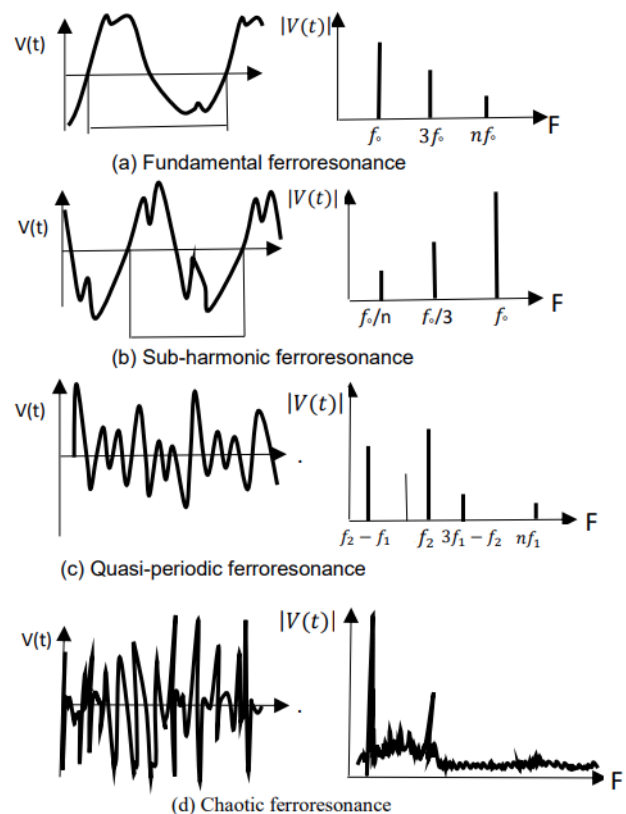 V(t) |V(t)|
F
f₀ 3f₀ nf₀
(a) Fundamental ferroresonance
V(t) |V(t)|
F
f₀/n f₀/3 f₀
(b) Sub-harmonic ferroresonance
V(t) |V(t)|
.
F
f₂ − f₁ f₂ 3f₁ − f₂ nf₁
(c) Quasi-periodic ferroresonance
V(t) |V(t)|
.
F
(d) Chaotic ferroresonance